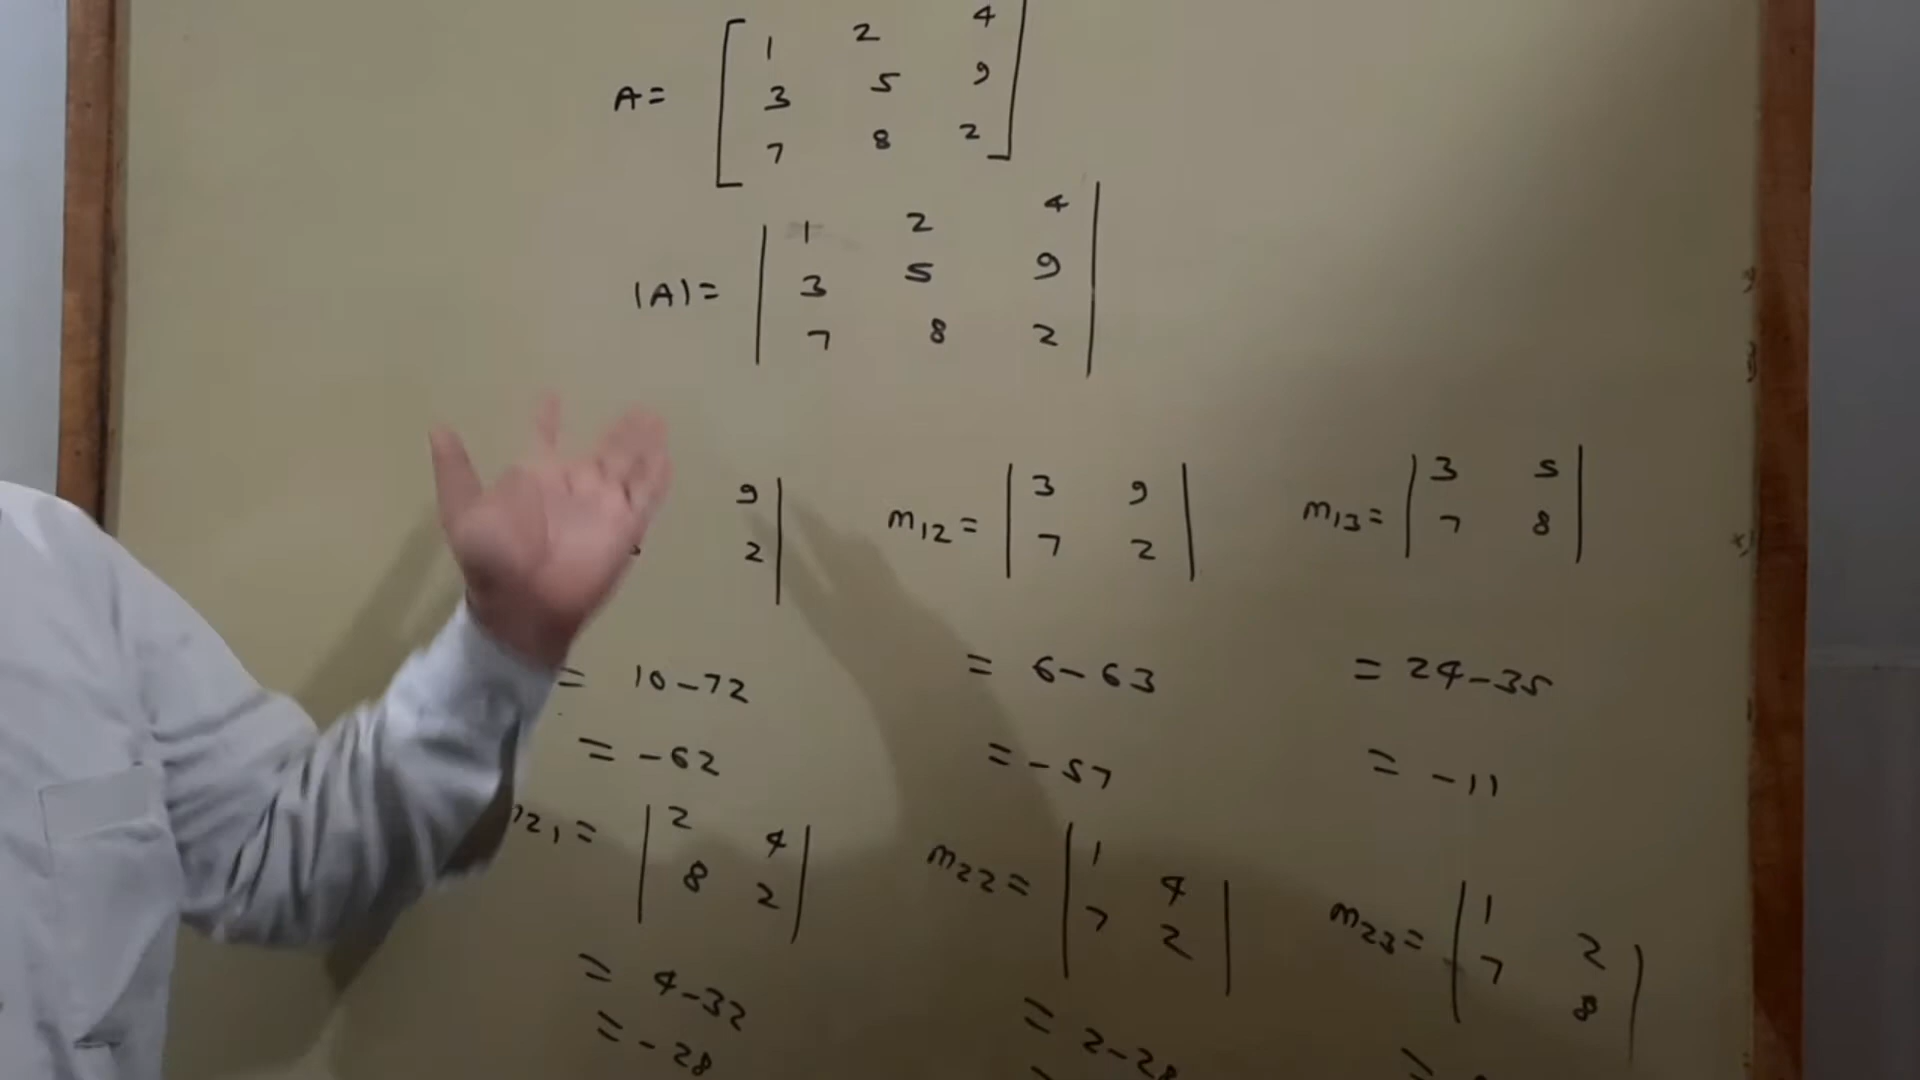 1 2 4
A= 3 5 9
7 8 2
1 2 4
|A|= 3 5 9
7 8 2
9
2
m12= 3 9
7 2
m13= 3 5
7 8
= 10-72
= 6-63
= 24-35
= -62
= -57
= -11
21= 2 4
8 2
m22= 1 4
7 2
m23= 1 2
7 8
= 4-32
= 2-28
=
= -28